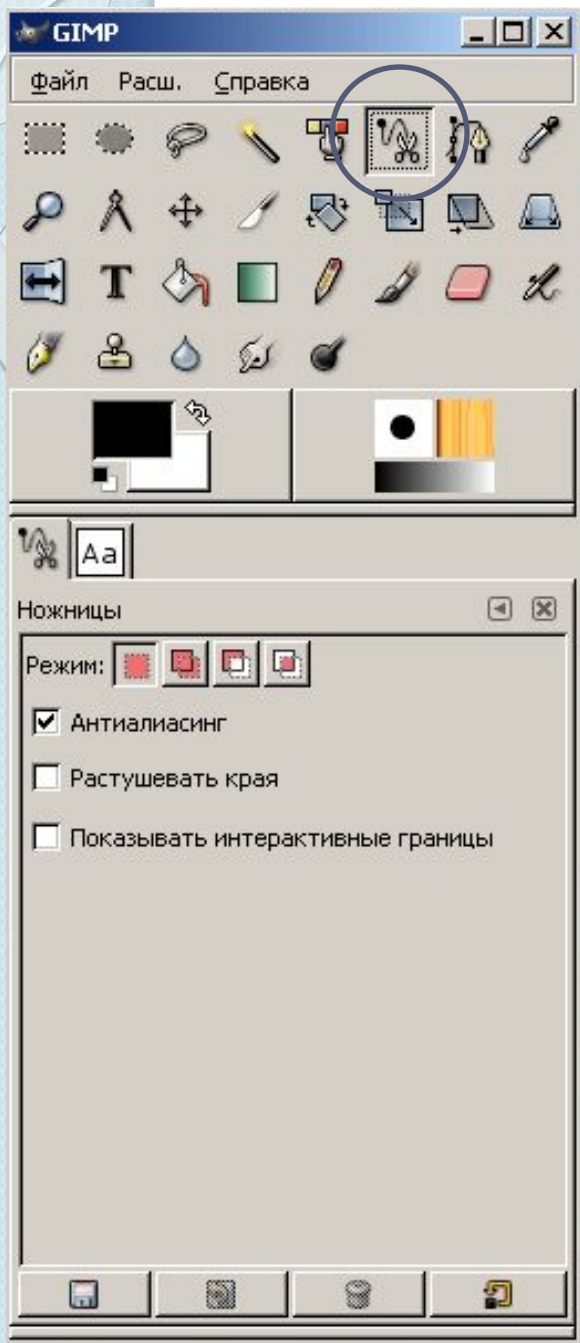 GIMP
Файл Расш. Справка
Aa
Ножницы
Режим:
Антиалиасинг
Растушевать края
Показывать интерактивные границы